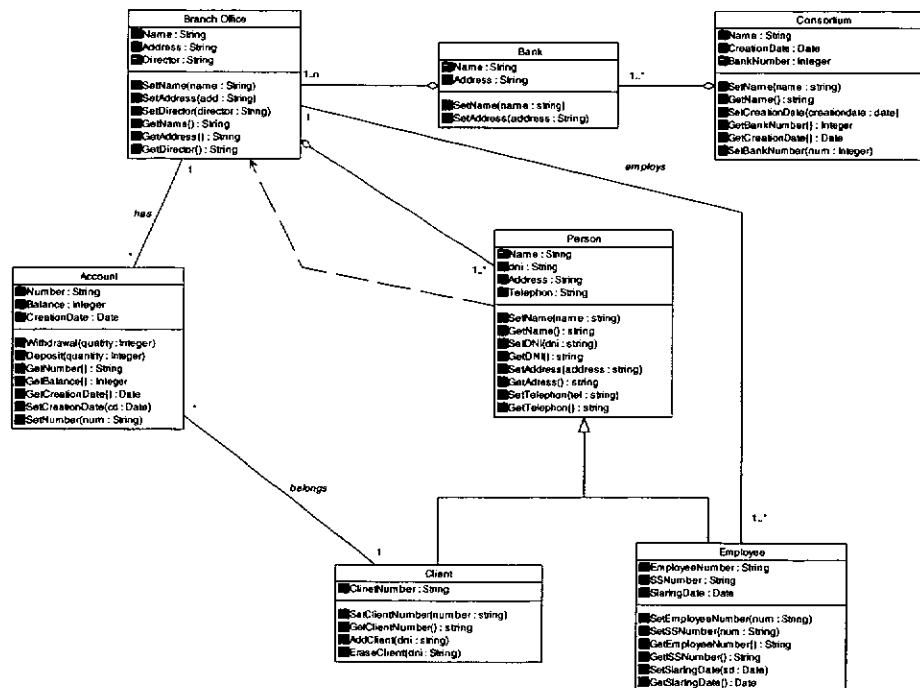 Branch Office
Name : String
Address : String
Director : String
SetName(name : String)
SetAddress(add : String)
SetDirector(director : String)
GetName() : String
GetAddress() : String
GetDirector() : String
Bank
Name : String
Address : String
SetName(name : string)
SetAddress(address : String)
Consortium
Name : String
CreationDate : Date
BankNumber : Integer
SetName(name : string)
GetName() : string
SetCreationDate(creationdate : date)
GetBankNumber() : Integer
GetCreationDate() : Date
SetBankNumber(num : Integer)
1..n
1..*
1
employs
1
has
*
1..*
Person
Name : String
dni : String
Address : String
Telephon : String
SetName(name : string)
GetName() : string
SetDNI(dni : string)
GetDNI() : string
SetAddress(address : string)
GetAdress() : string
SetTelephon(tel : string)
GetTelephon() : string
Account
Number : String
Balance : Integer
CreationDate : Date
Withdrawal(quatity : Integer)
Deposit(quantity : Integer)
GetNumber() : String
GetBalance() : Integer
GetCreationDate() : Date
SetCreationDate(cd : Date)
SetNumber(num : String)
*
belongs
1
1..*
Client
ClinetNumber : String
SetClientNumber(number : string)
GetClientNumber() : string
AddClient(dni : string)
EraseClient(dni : String)
Employee
EmployeeNumber : String
SSNumber : String
StaringDate : Date
SetEmployeeNumber(num : String)
SetSSNumber(num : String)
GetEmployeeNumber() : String
GetSSNumber() : String
SetStaringDate(sd : Date)
GetStaringDate() : Date